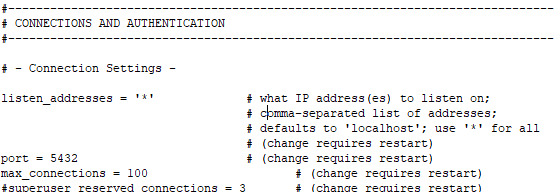 #------------------------------------------------------------------------------
# CONNECTIONS AND AUTHENTICATION
#------------------------------------------------------------------------------
# - Connection Settings -
listen_addresses = '*' # what IP address(es) to listen on;
# comma-separated list of addresses;
# defaults to 'localhost'; use '*' for all
# (change requires restart)
port = 5432 # (change requires restart)
max_connections = 100 # (change requires restart)
#superuser_reserved_connections = 3 # (change requires restart)